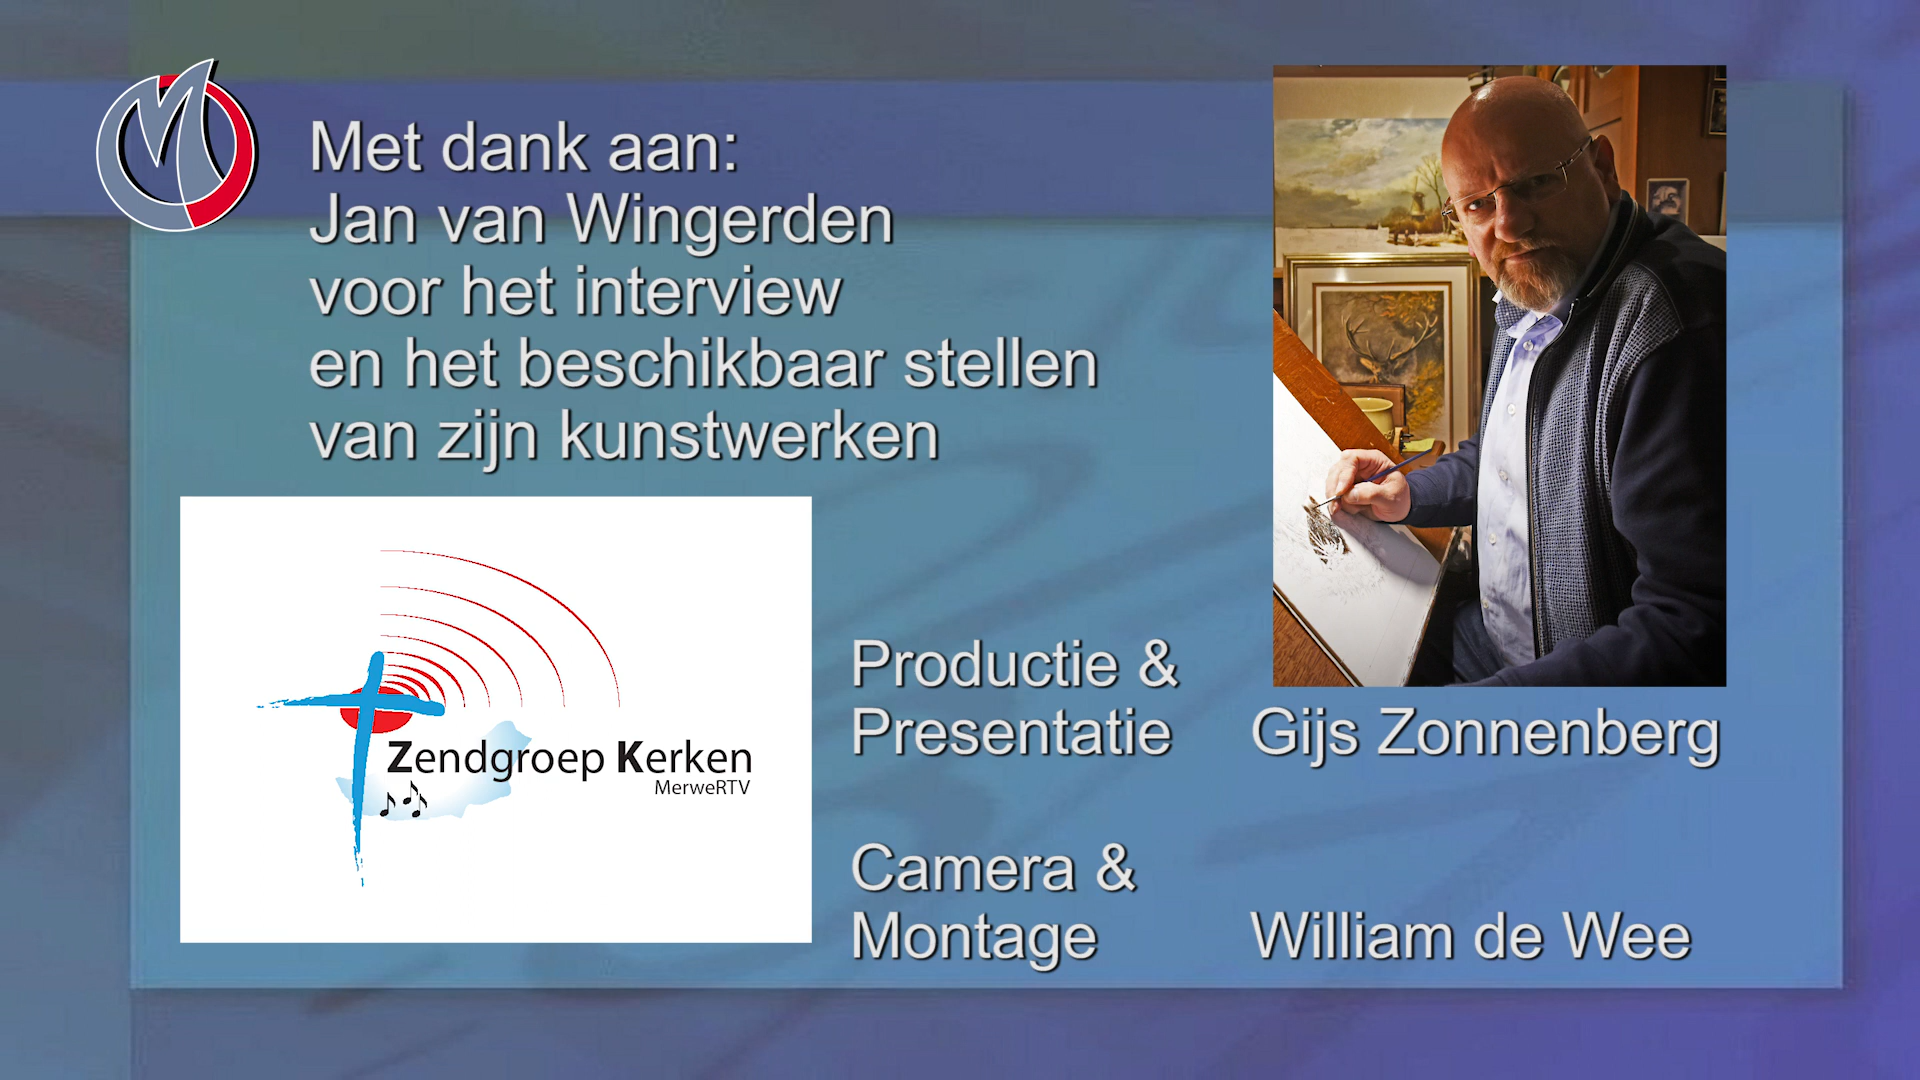 Met dank aan:
Jan van Wingerden
voor het interview
en het beschikbaar stellen
van zijn kunstwerken
Zendgroep Kerken
MerweRTV
Productie &
Presentatie Gijs Zonnenberg
Camera &
Montage William de Wee